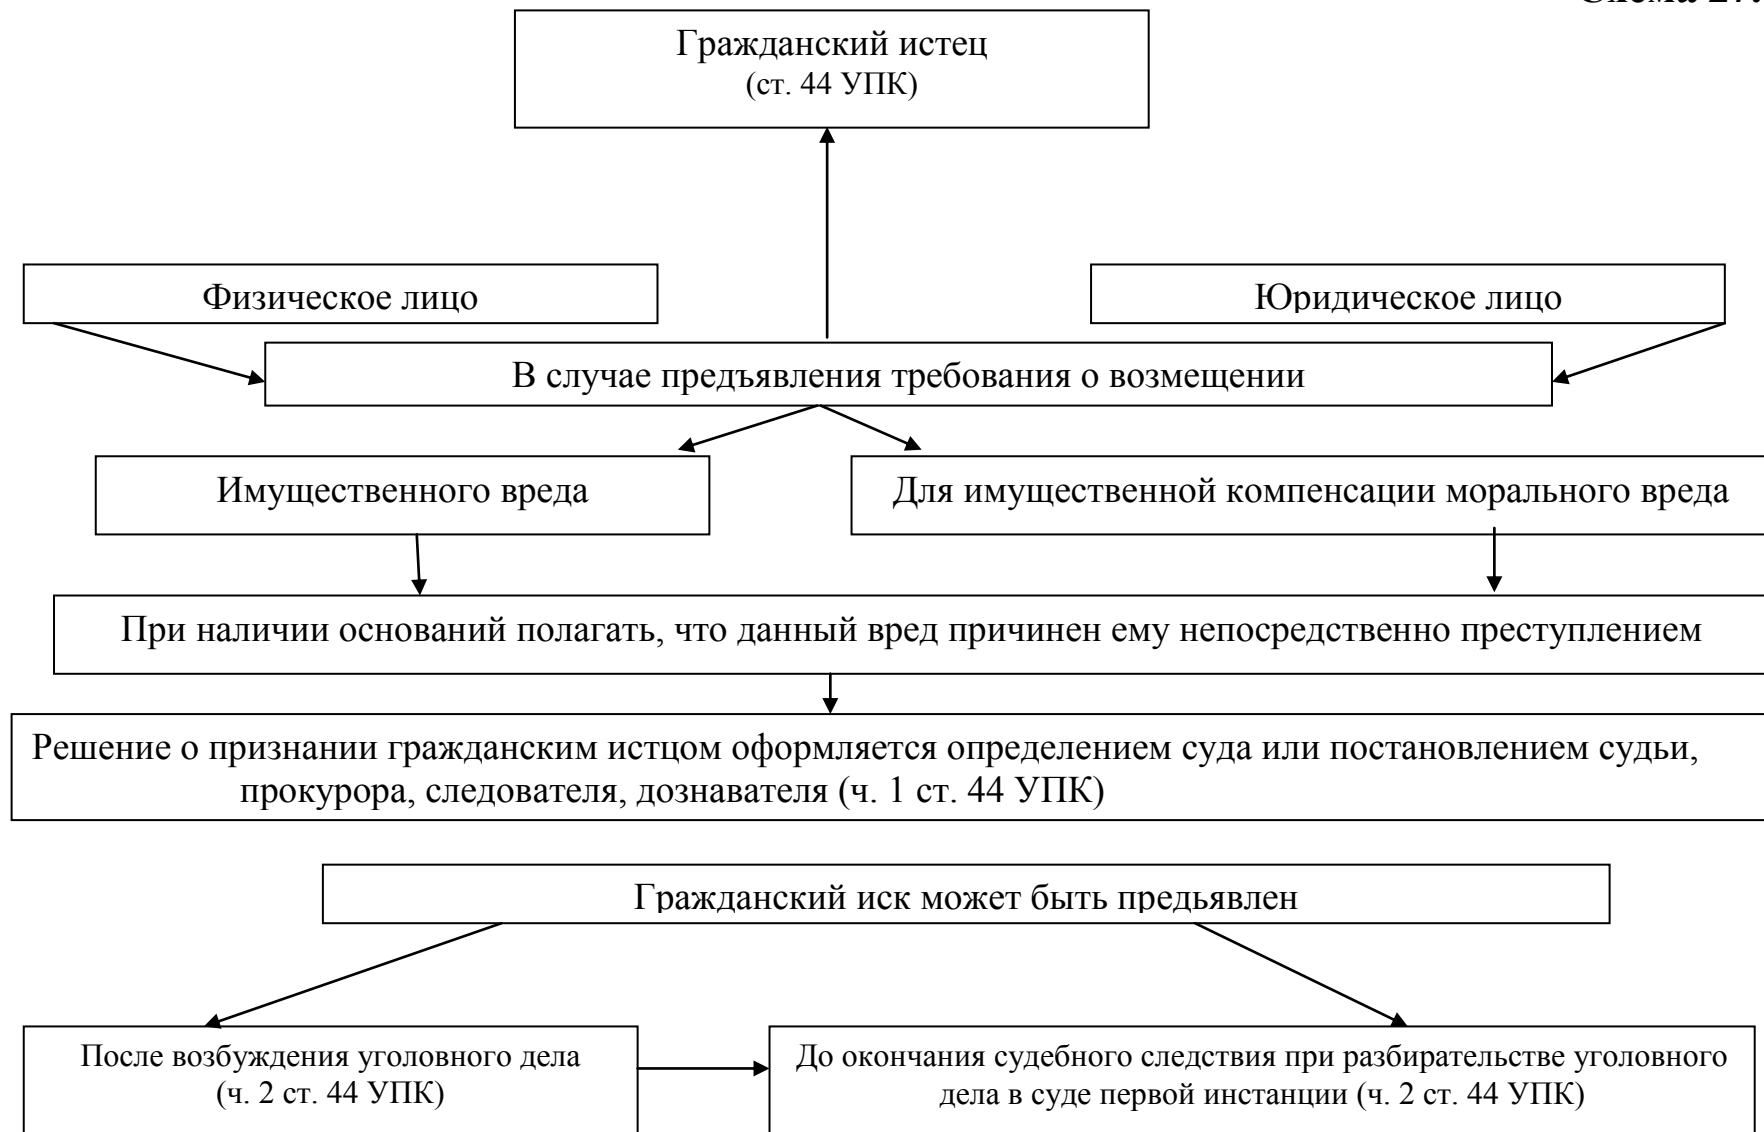 Схема 27.
Гражданский истец
(ст. 44 УПК)
Физическое лицо
Юридическое лицо
В случае предъявления требования о возмещении
Имущественного вреда
Для имущественной компенсации морального вреда
При наличии оснований полагать, что данный вред причинен ему непосредственно преступлением
Решение о признании гражданским истцом оформляется определением суда или постановлением судьи,
прокурора, следователя, дознавателя (ч. 1 ст. 44 УПК)
Гражданский иск может быть предьявлен
После возбуждения уголовного дела
(ч. 2 ст. 44 УПК)
До окончания судебного следствия при разбирательстве уголовного
дела в суде первой инстанции (ч. 2 ст. 44 УПК)